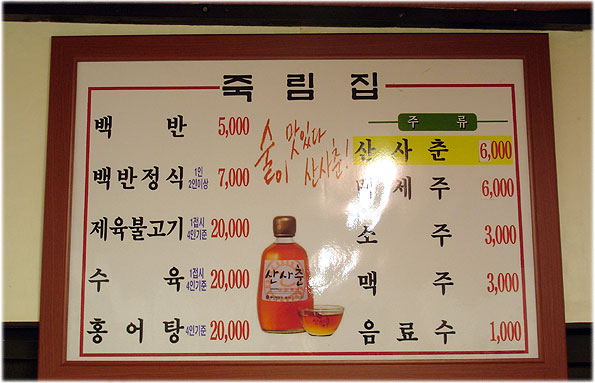 죽림집
백반 5,000
백반정식 1인 2인이상 7,000
제육불고기 1접시 4인기준 20,000
수육 1접시 4인기준 20,000
홍어탕 4인기준 20,000
술이 맛있다
산사춘!
산사춘
주류
산사춘 6,000
백세주 6,000
소주 3,000
맥주 3,000
음료수 1,000